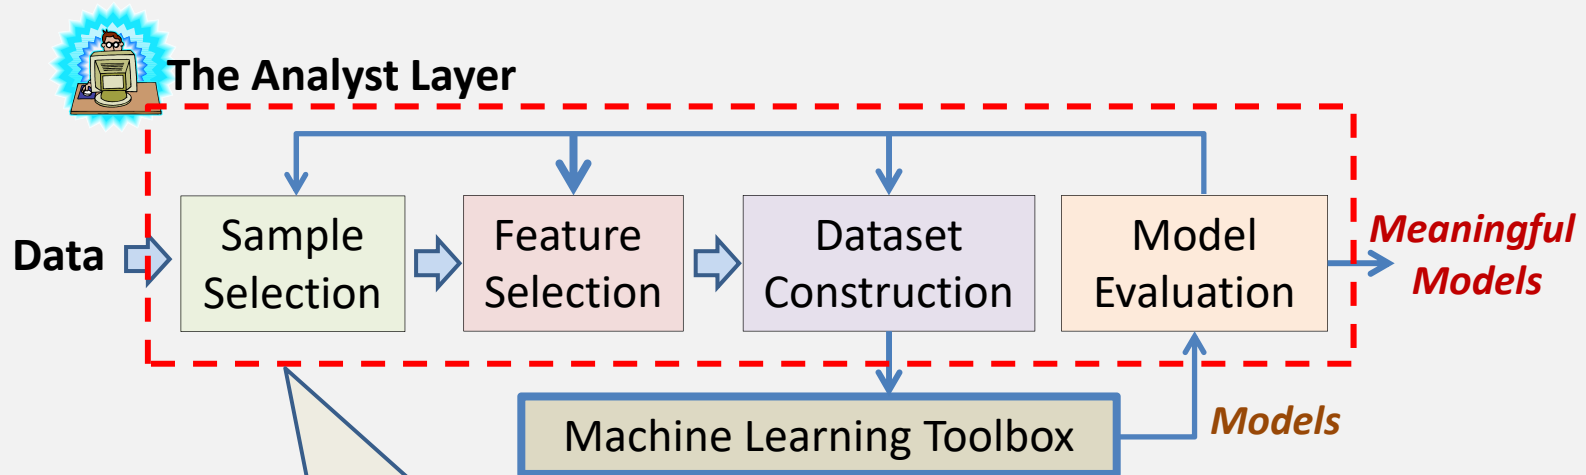 The Analyst Layer
Data
Sample
Selection
Feature
Selection
Dataset
Construction
Model
Evaluation
Meaningful
Models
Machine Learning Toolbox
Models